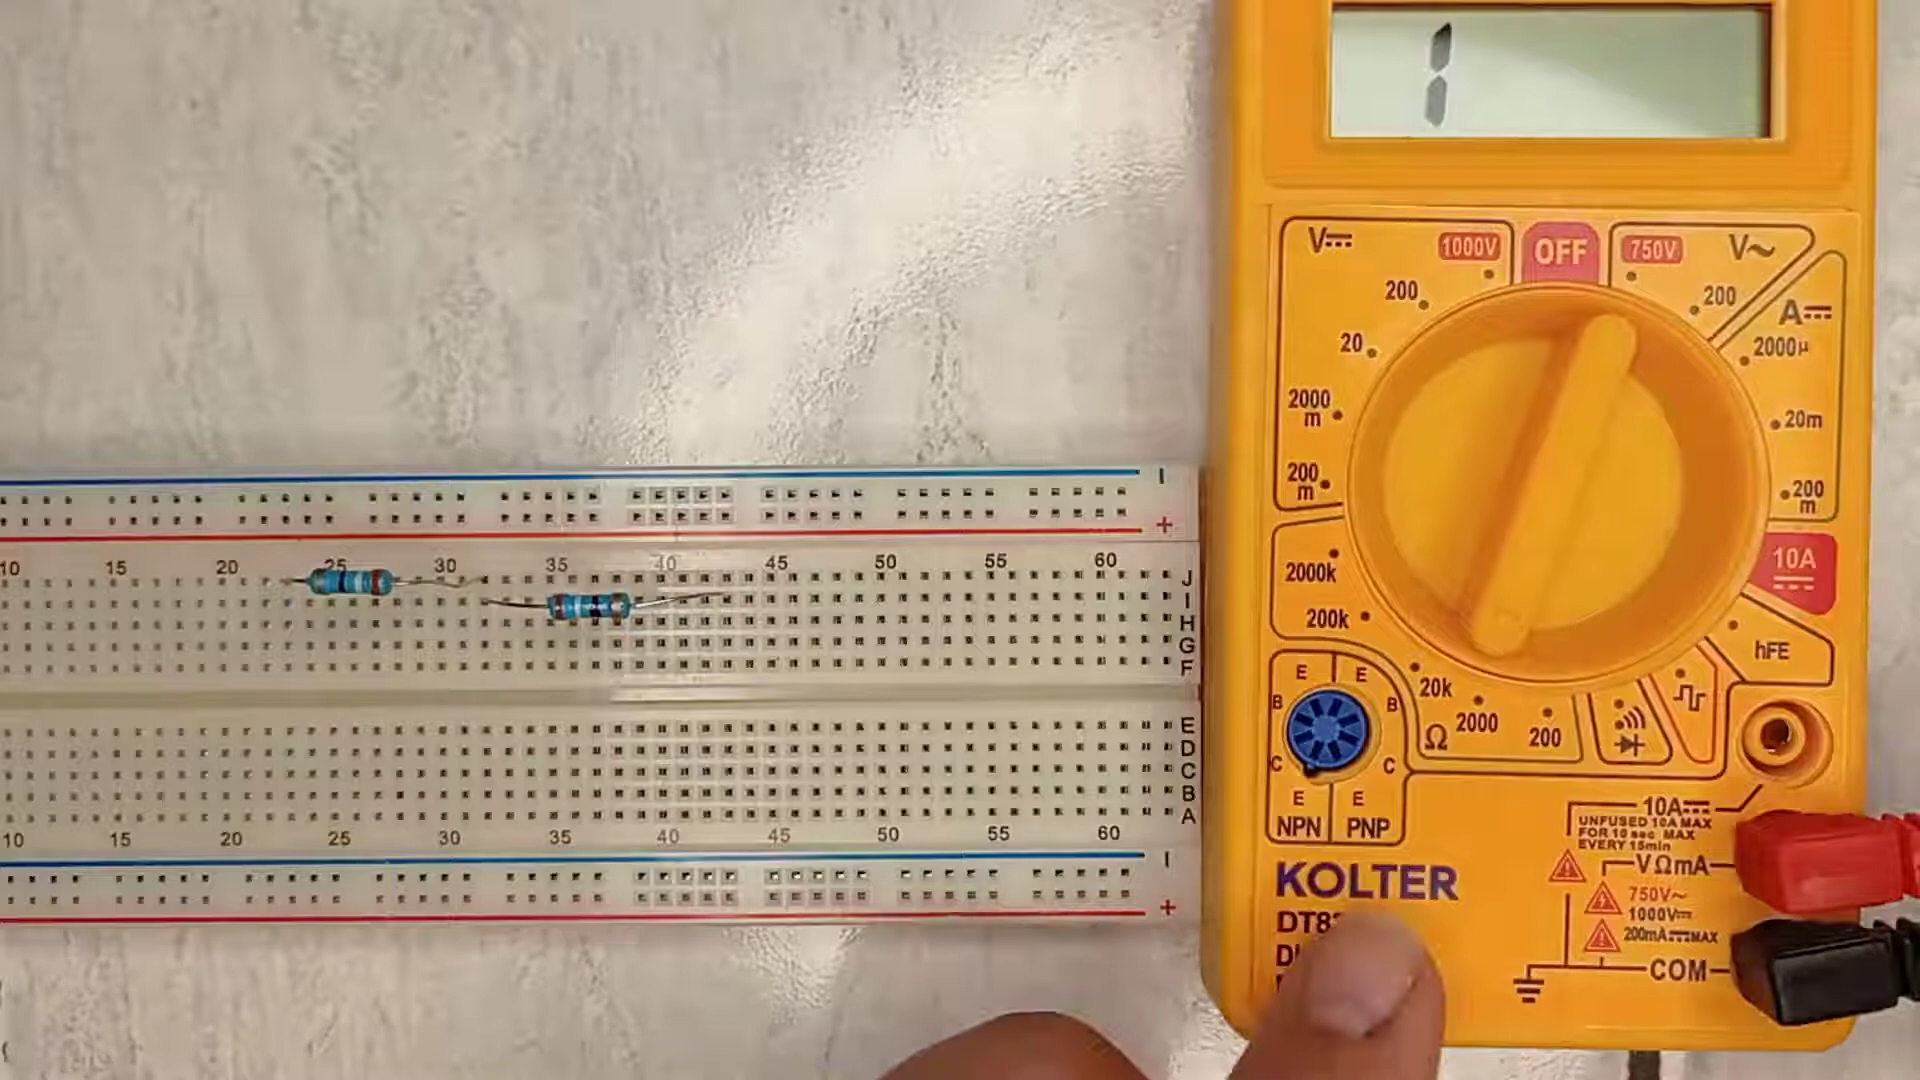 1
V⎓ 1000V OFF 750V V~
200 200 A⎓
20 2000µ
2000
m 20m
200
m 200
m
2000k 10A
200k hFE
20k
Ω 2000 200
E E
B B
C C
E E
NPN PNP
10A⎓
UNFUSED 10A MAX
FOR 10 sec MAX
EVERY 15min
VΩmA
750V~
1000V⎓
200mA⎓MAX
COM
KOLTER
DT83
I
+
10 15 20 25 30 35 40 45 50 55 60
J
I
H
G
F
E
D
C
B
A
10 15 20 25 30 35 40 45 50 55 60
I
+